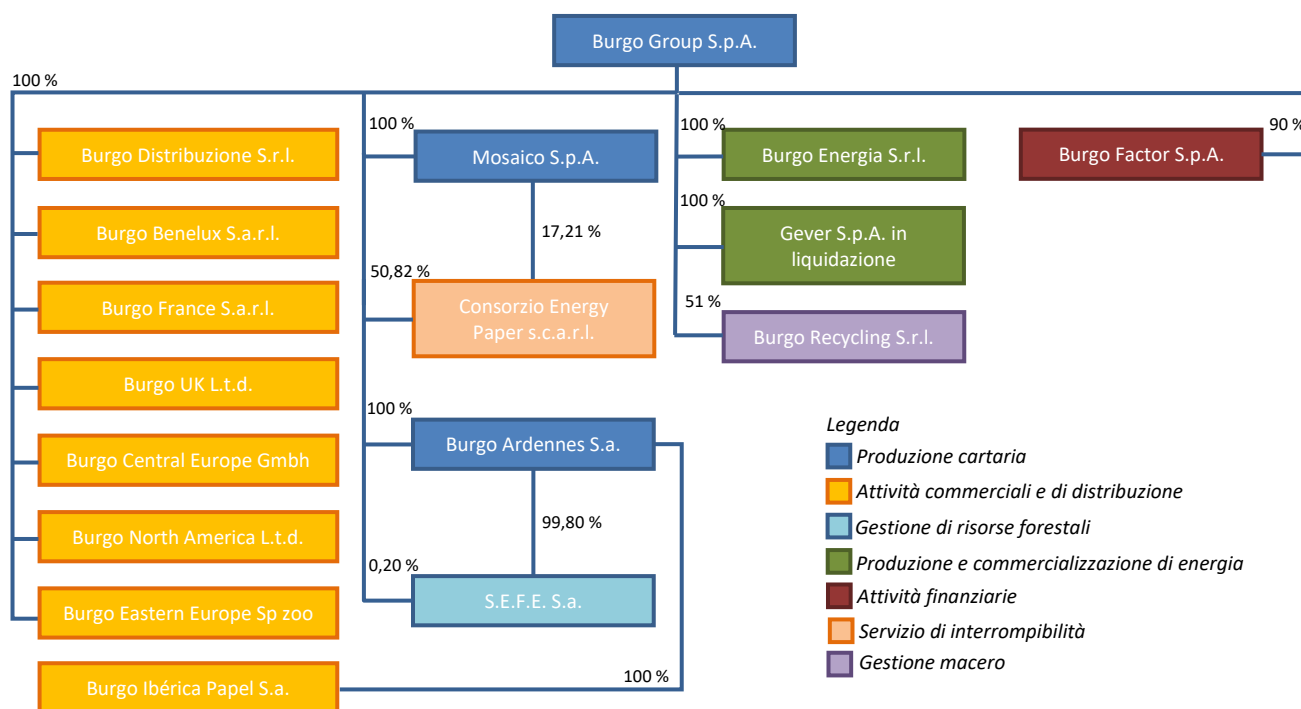 Burgo Group S.p.A.
100 %
Burgo Distribuzione S.r.l.
Burgo Benelux S.a.r.l.
Burgo France S.a.r.l.
Burgo UK L.t.d.
Burgo Central Europe Gmbh
Burgo North America L.t.d.
Burgo Eastern Europe Sp zoo
Burgo Ibérica Papel S.a.
100 %
Mosaico S.p.A.
17,21 %
50,82 %
Consorzio Energy
Paper s.c.a.r.l.
100 %
Burgo Ardennes S.a.
99,80 %
0,20 %
S.E.F.E. S.a.
100 %
100 %
Burgo Energia S.r.l.
100 %
Gever S.p.A. in
liquidazione
51 %
Burgo Recycling S.r.l.
90 %
Burgo Factor S.p.A.
Legenda
Produzione cartaria
Attività commerciali e di distribuzione
Gestione di risorse forestali
Produzione e commercializzazione di energia
Attività finanziarie
Servizio di interrompibilità
Gestione macero